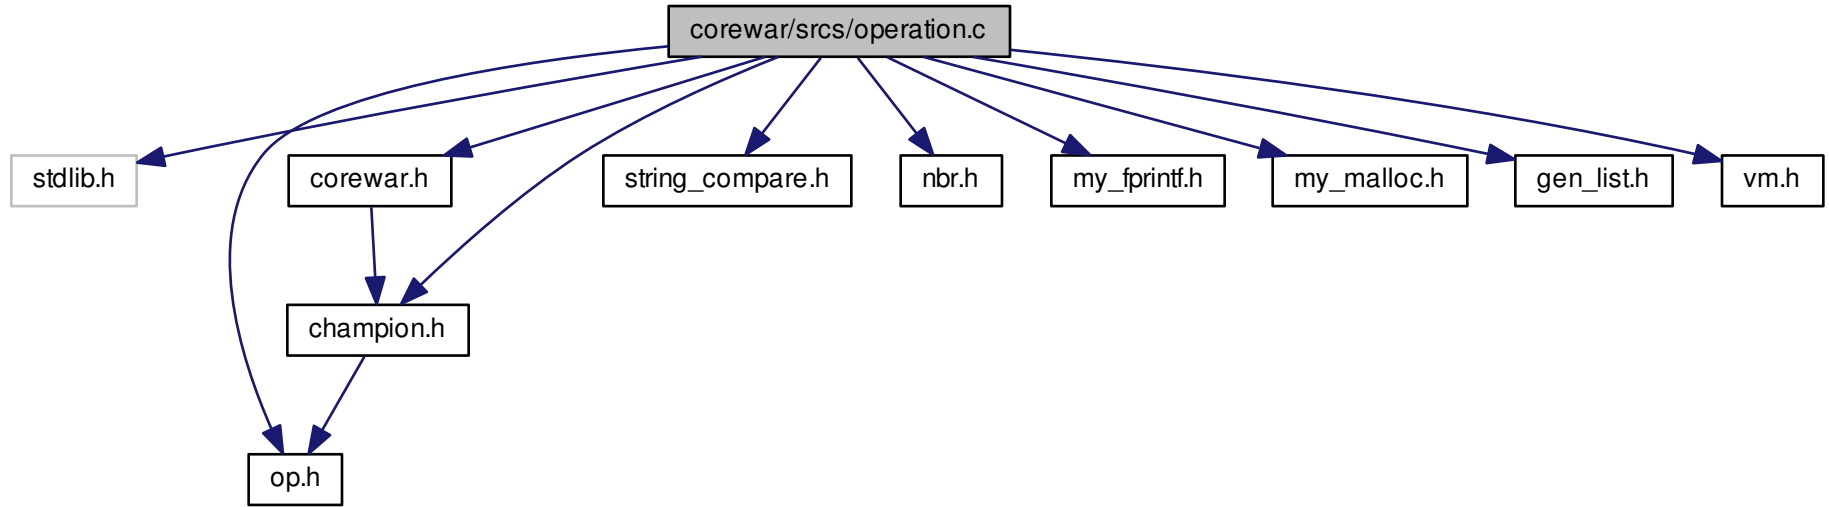 corewar/srcs/operation.c
stdlib.h
corewar.h
string_compare.h
nbr.h
my_fprintf.h
my_malloc.h
gen_list.h
vm.h
champion.h
op.h